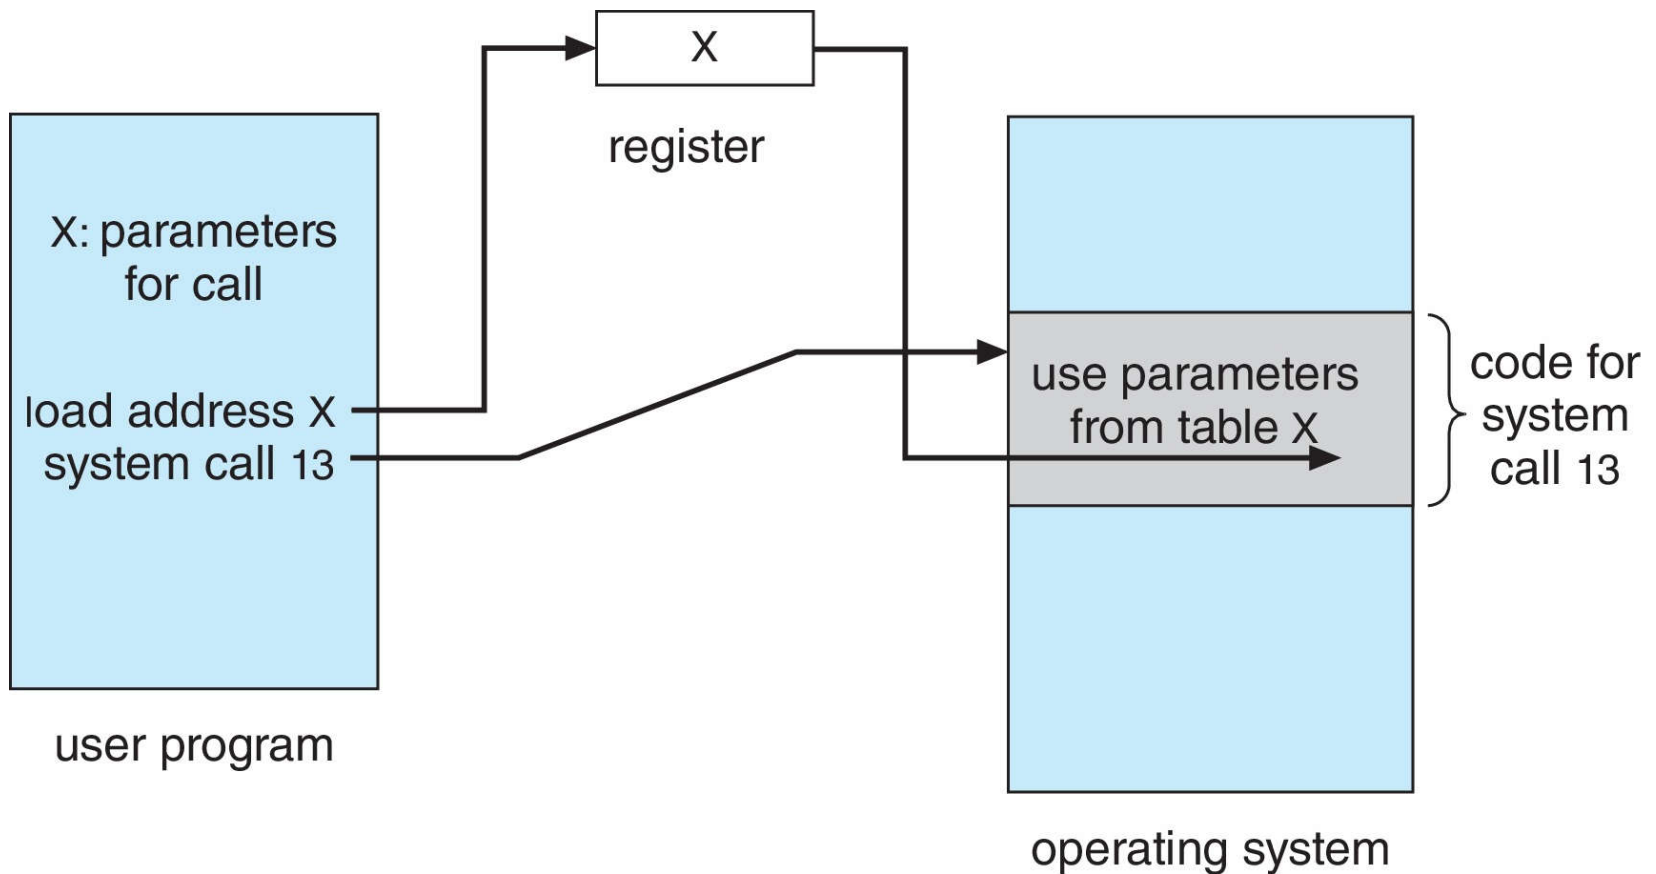 X
register
X: parameters
for call
load address X
system call 13
user program
use parameters
from table X
code for
system
call 13
operating system